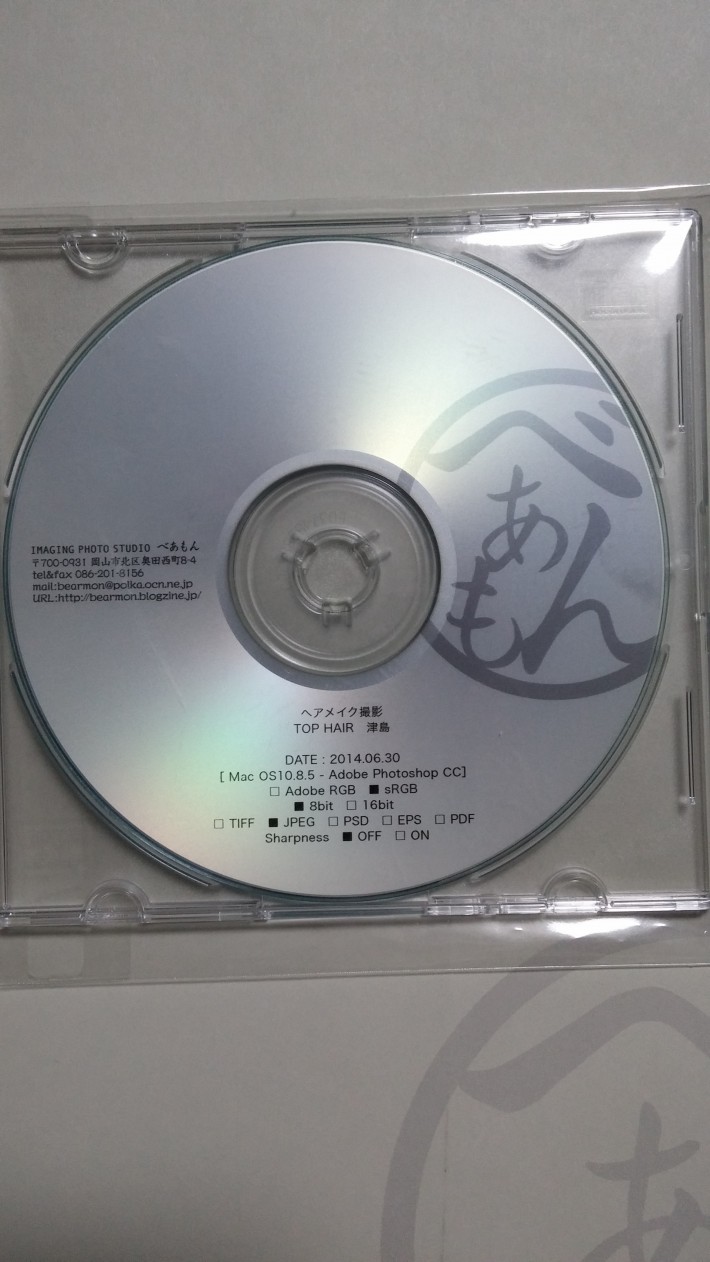 べあもん
IMAGING PHOTO STUDIO べあもん
〒700-0931 岡山市北区奥田西町8-4
tel&fax 086-201-8156
mail:bearmon@polka.ocn.ne.jp
URL:http://bearmon.blogzine.jp/
ヘアメイク撮影
TOP HAIR 津島
DATE : 2014.06.30
[ Mac OS10.8.5 - Adobe Photoshop CC]
□ Adobe RGB ■ sRGB
■ 8bit □ 16bit
□ TIFF ■ JPEG □ PSD □ EPS □ PDF
Sharpness ■ OFF □ ON
べ
あ